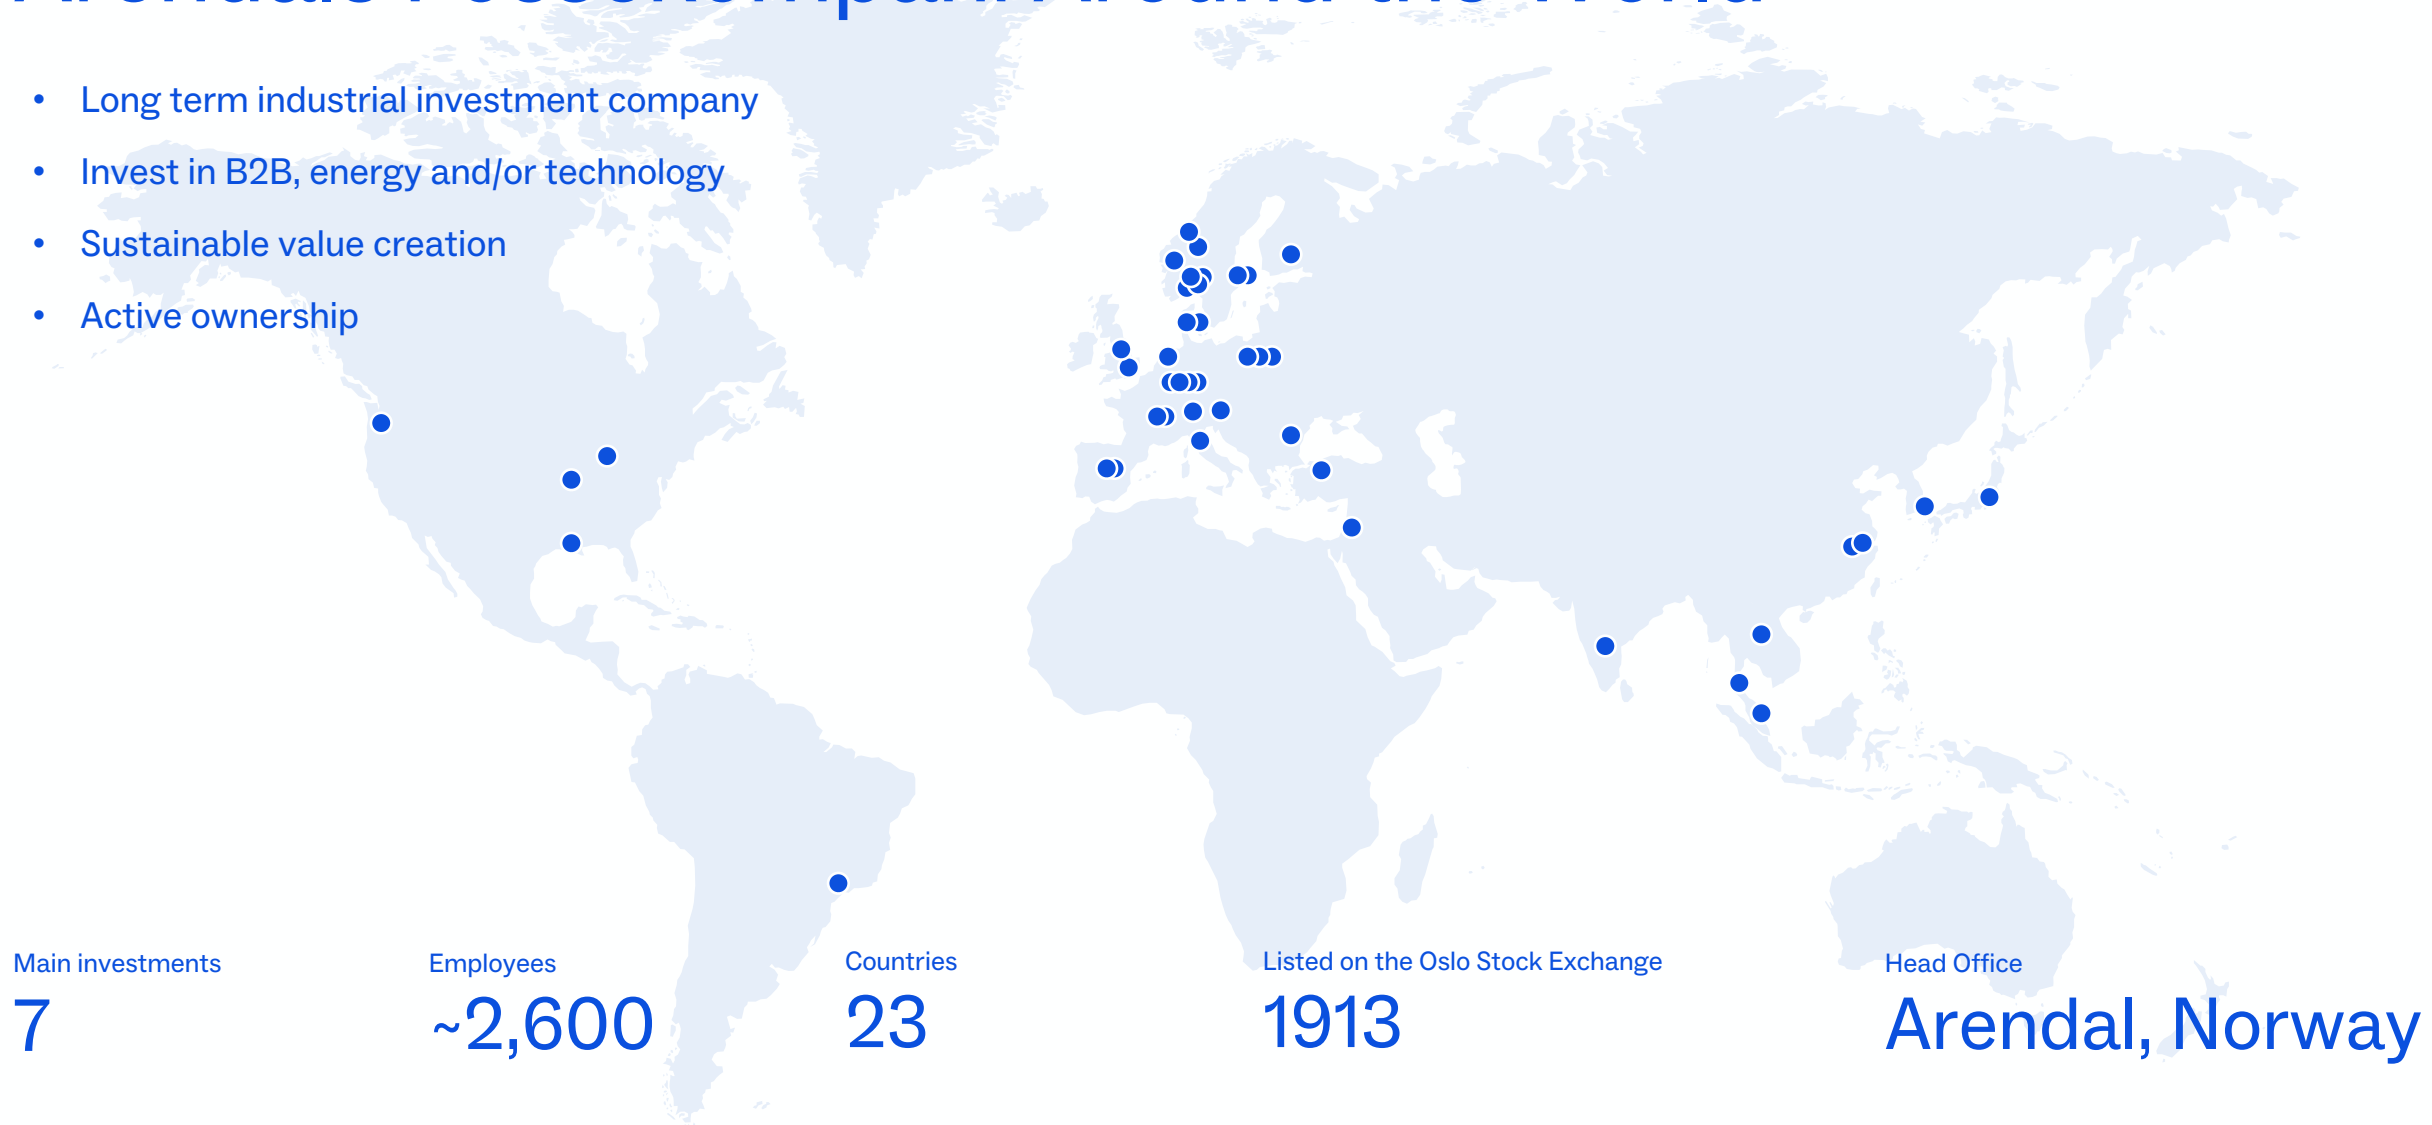 • Long term industrial investment company
• Invest in B2B, energy and/or technology
• Sustainable value creation
• Active ownership
Main investments
7
Employees
~2,600
Countries
23
Listed on the Oslo Stock Exchange
1913
Head Office
Arendal, Norway